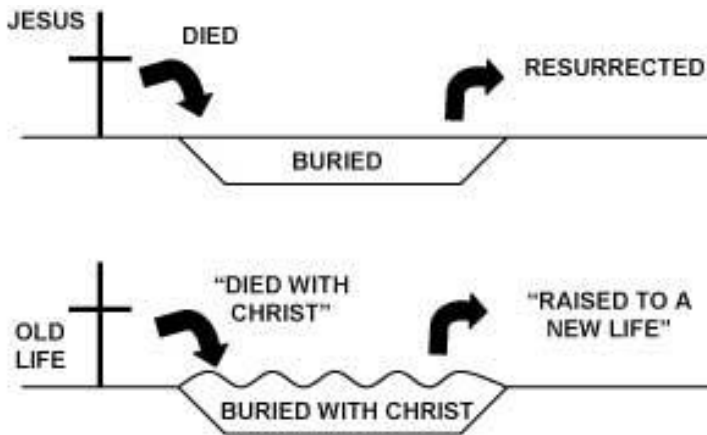 JESUS
DIED
RESURRECTED
BURIED
“DIED WITH
CHRIST”
“RAISED TO A
NEW LIFE”
OLD
LIFE
BURIED WITH CHRIST